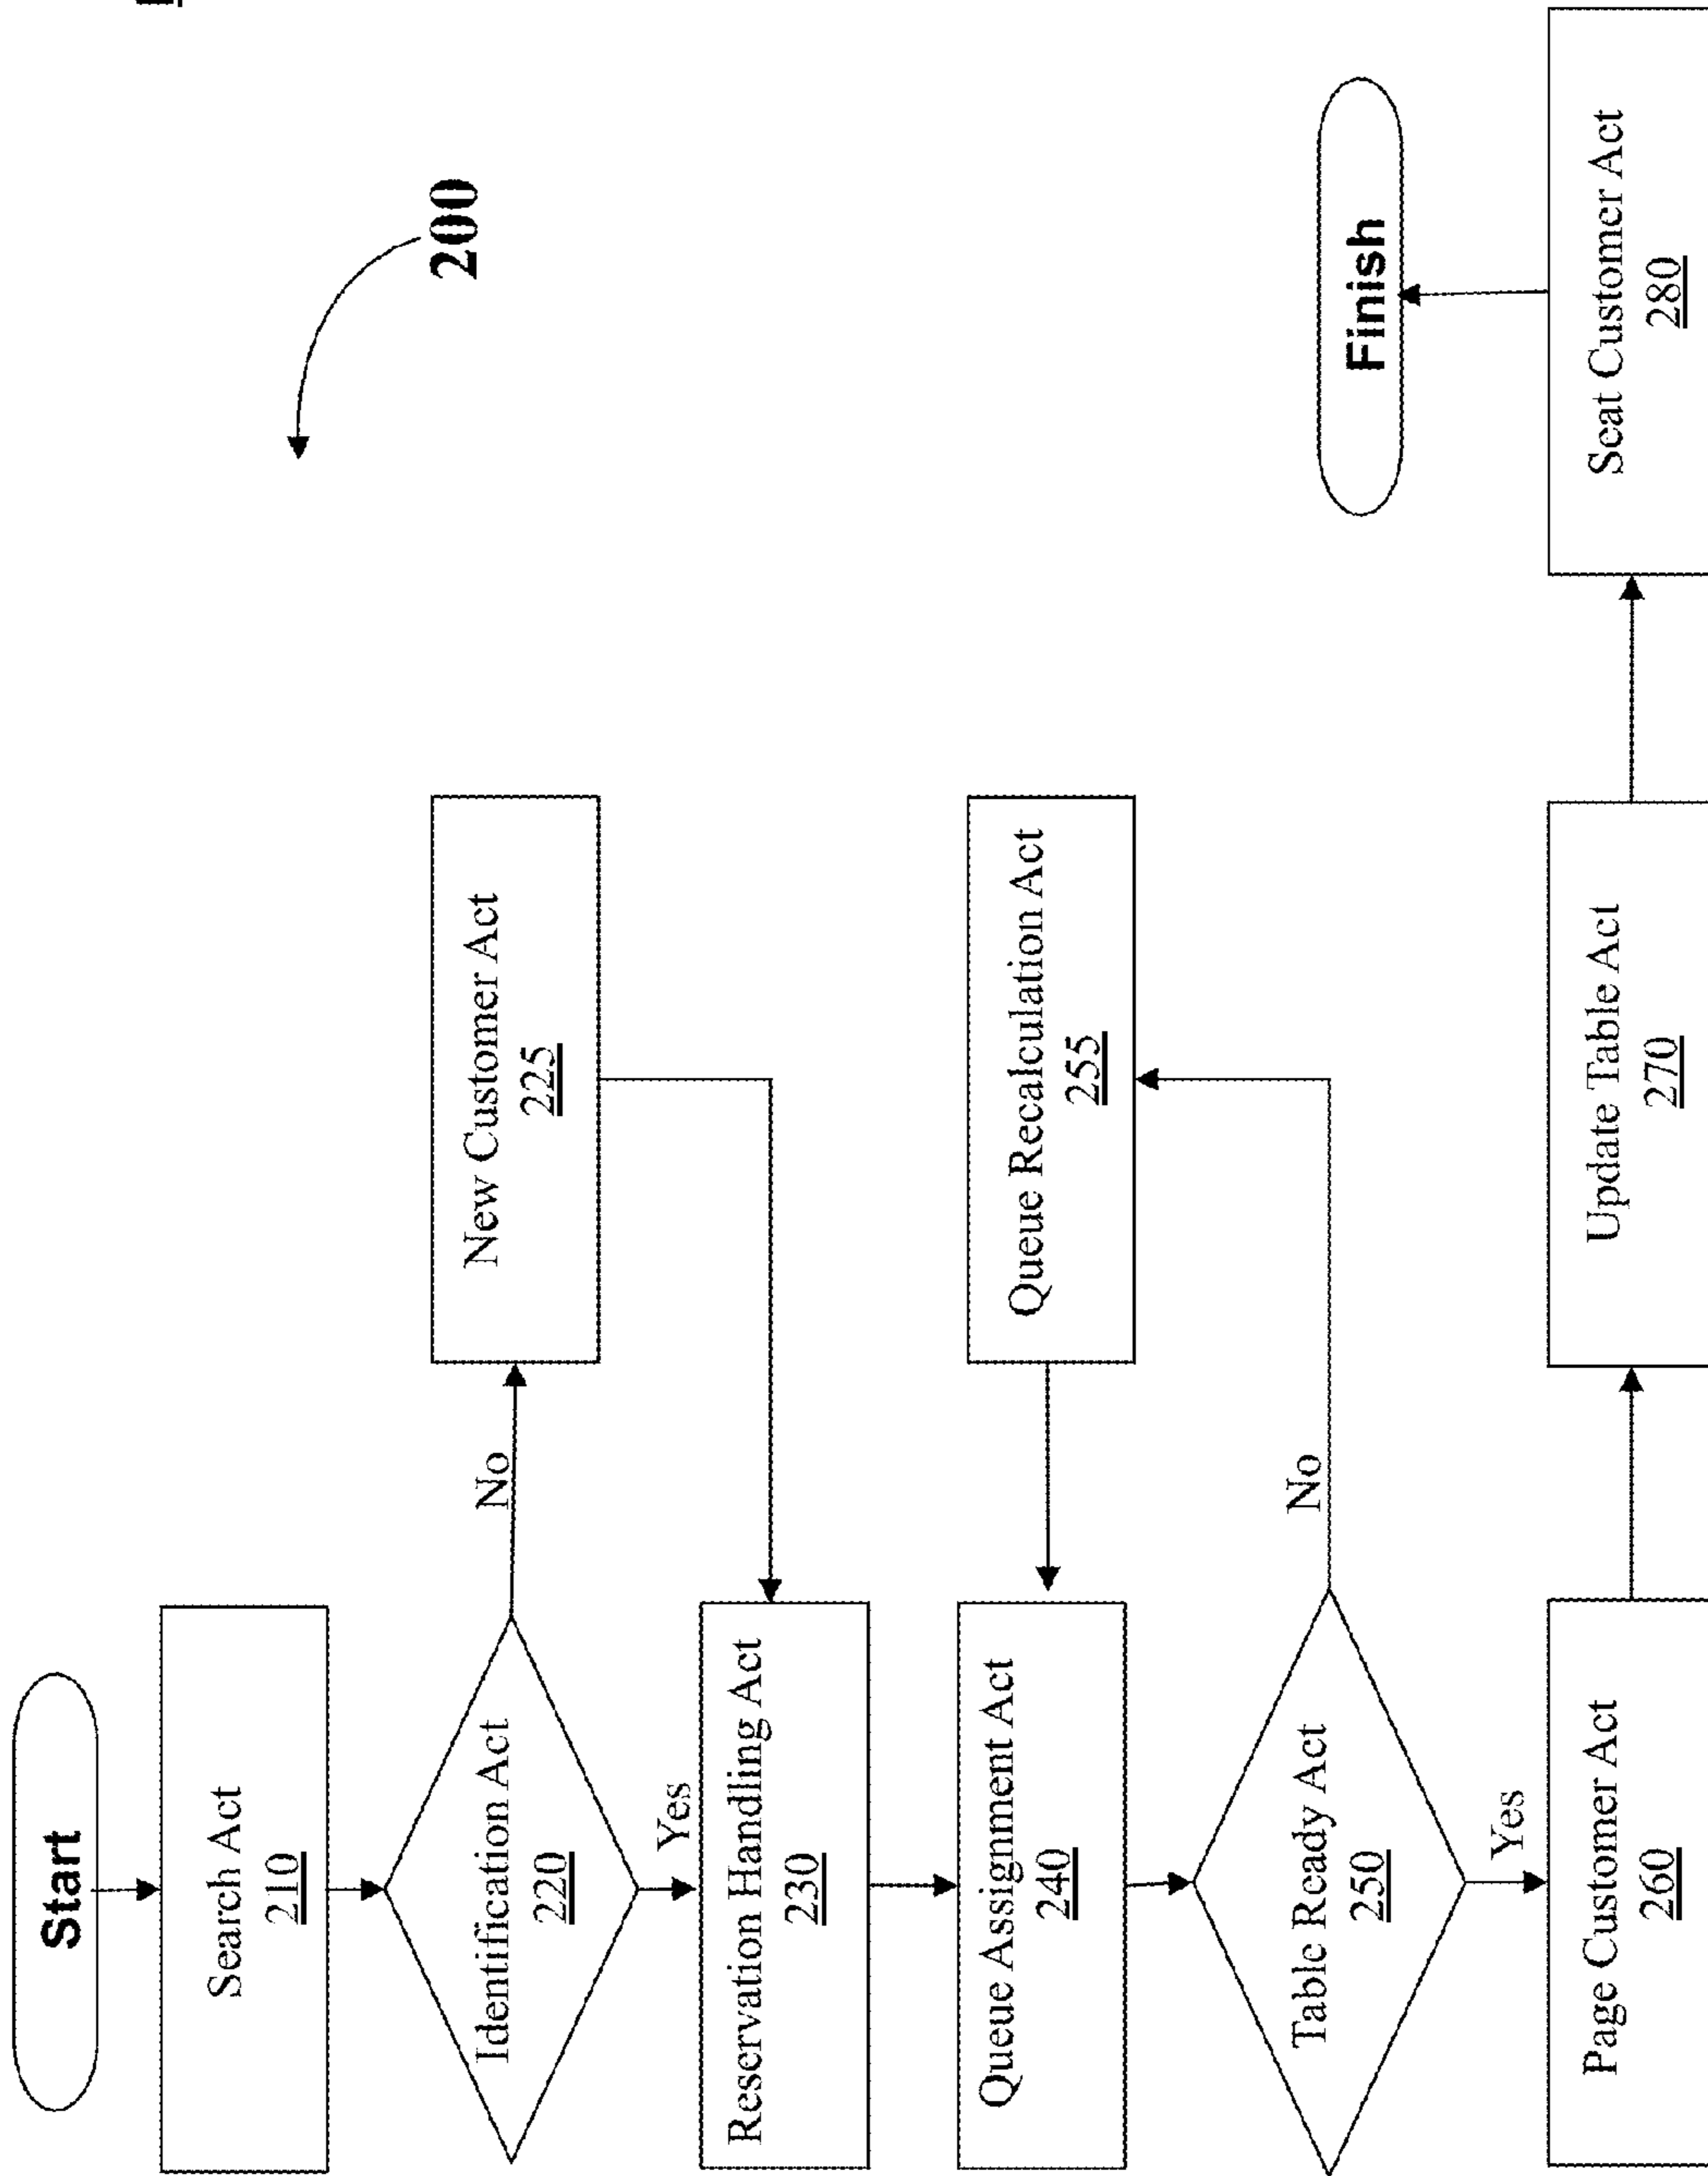 200
Start
Search Act
210
Identification Act
220
No
New Customer Act
225
Yes
Reservation Handling Act
230
Queue Assignment Act
240
Queue Recalculation Act
255
Table Ready Act
250
No
Yes
Page Customer Act
260
Update Table Act
270
Seat Customer Act
280
Finish